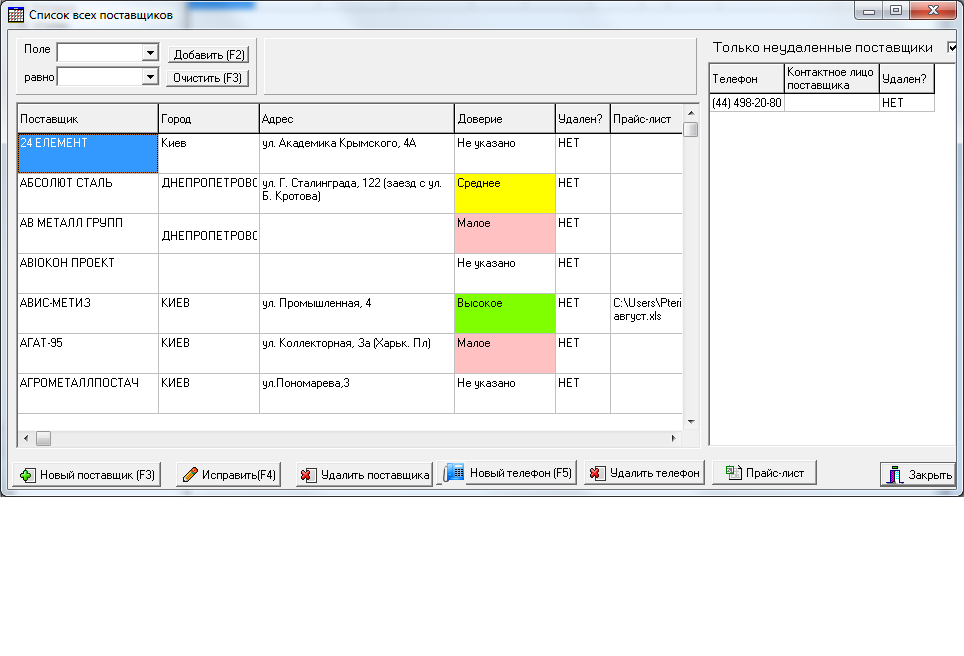 Список всех поставщиков
Поле
Добавить (F2)
равно
Очистить (F3)
Только неудаленные поставщики
Поставщик Город Адрес Доверие Удален? Прайс-лист
24 ЕЛЕМЕНТ Киев ул. Академика Крымского, 4А Не указано НЕТ
АБСОЛЮТ СТАЛЬ ДНЕПРОПЕТРОВС ул. Г. Сталинграда, 122 (заезд с ул. Среднее НЕТ
Б. Кротова)
АВ МЕТАЛЛ ГРУПП Малое НЕТ
ДНЕПРОПЕТРОВС
АВІОКОН ПРОЕКТ Не указано НЕТ
АВИС-МЕТИЗ КИЕВ ул. Промышленная, 4 Высокое НЕТ C:\Users\Pteri
август.xls
АГАТ-95 КИЕВ ул. Коллекторная, 3а (Харьк. Пл) Малое НЕТ
АГРОМЕТАЛЛПОСТАЧ КИЕВ ул.Пономарева,3 Не указано НЕТ
Телефон Контактное лицо Удален?
поставщика
(44) 498-20-80 НЕТ
Новый поставщик (F3)
Исправить(F4)
Удалить поставщика
Новый телефон (F5)
Удалить телефон
Прайс-лист
Закрыть